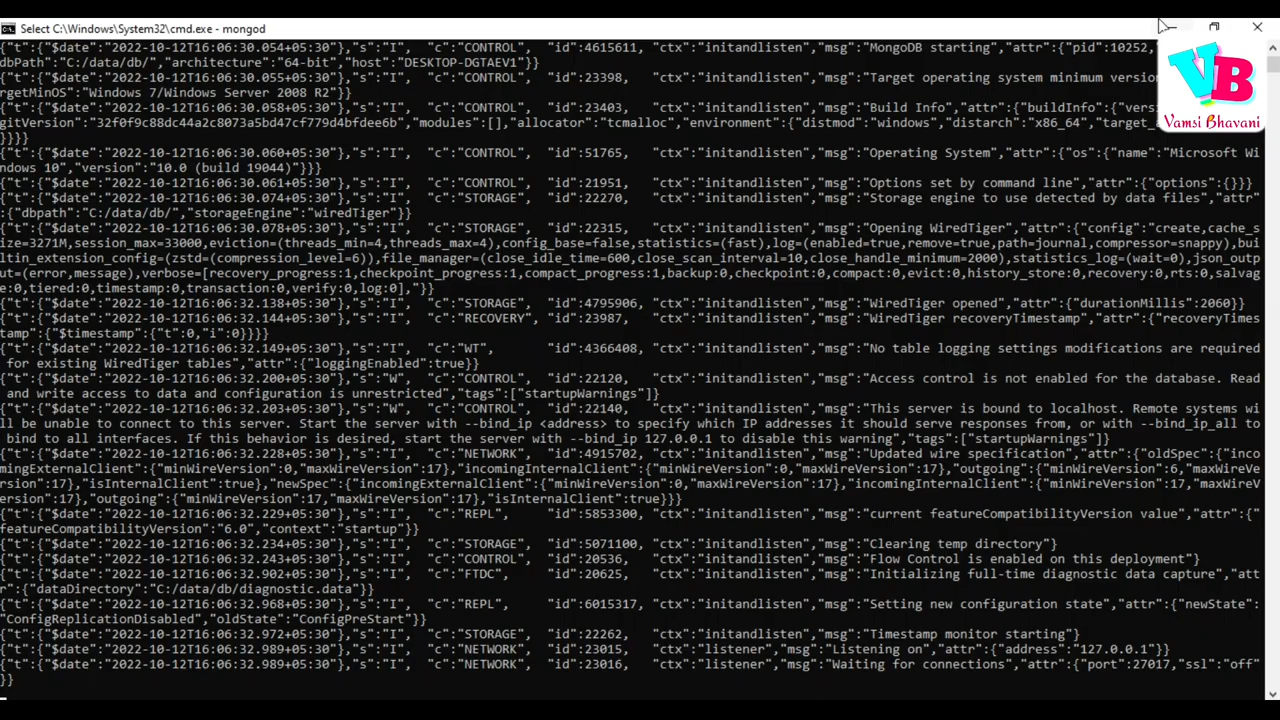 Select C:\Windows\System32\cmd.exe - mongod
{"t":{"$date":"2022-10-12T16:06:30.054+05:30"},"s":"I", "c":"CONTROL", "id":4615611, "ctx":"initandlisten","msg":"MongoDB starting","attr":{"pid":10252,
dbPath":"C:/data/db/","architecture":"64-bit","host":"DESKTOP-DGTAEV1"}}
{"t":{"$date":"2022-10-12T16:06:30.055+05:30"},"s":"I", "c":"CONTROL", "id":23398, "ctx":"initandlisten","msg":"Target operating system minimum versi
rgetMinOS":"Windows 7/Windows Server 2008 R2"}}
{"t":{"$date":"2022-10-12T16:06:30.058+05:30"},"s":"I", "c":"CONTROL", "id":23403, "ctx":"initandlisten","msg":"Build Info","attr":{"buildInfo":{"vers
gitVersion":"32f0f9c88dc44a2c8073a5bd47cf779d4bfdee6b","modules":[],"allocator":"tcmalloc","environment":{"distmod":"windows","distarch":"x86_64","target_a
}}}}
{"t":{"$date":"2022-10-12T16:06:30.060+05:30"},"s":"I", "c":"CONTROL", "id":51765, "ctx":"initandlisten","msg":"Operating System","attr":{"os":{"name":"Microsoft Wi
ndows 10","version":"10.0 (build 19044)"}}}
{"t":{"$date":"2022-10-12T16:06:30.061+05:30"},"s":"I", "c":"CONTROL", "id":21951, "ctx":"initandlisten","msg":"Options set by command line","attr":{"options":{}}}
{"t":{"$date":"2022-10-12T16:06:30.074+05:30"},"s":"I", "c":"STORAGE", "id":22270, "ctx":"initandlisten","msg":"Storage engine to use detected by data files","attr"
:{"dbpath":"C:/data/db/","storageEngine":"wiredTiger"}}
{"t":{"$date":"2022-10-12T16:06:30.078+05:30"},"s":"I", "c":"STORAGE", "id":22315, "ctx":"initandlisten","msg":"Opening WiredTiger","attr":{"config":"create,cache_s
ize=3271M,session_max=33000,eviction=(threads_min=4,threads_max=4),config_base=false,statistics=(fast),log=(enabled=true,remove=true,path=journal,compressor=snappy),bui
ltin_extension_config=(zstd=(compression_level=6)),file_manager=(close_idle_time=600,close_scan_interval=10,close_handle_minimum=2000),statistics_log=(wait=0),json_outp
ut=(error,message),verbose=[recovery_progress:1,checkpoint_progress:1,compact_progress:1,backup:0,checkpoint:0,compact:0,evict:0,history_store:0,recovery:0,rts:0,salvag
e:0,tiered:0,timestamp:0,transaction:0,verify:0,log:0],"}}
{"t":{"$date":"2022-10-12T16:06:32.138+05:30"},"s":"I", "c":"STORAGE", "id":4795906, "ctx":"initandlisten","msg":"WiredTiger opened","attr":{"durationMillis":2060}}
{"t":{"$date":"2022-10-12T16:06:32.144+05:30"},"s":"I", "c":"RECOVERY", "id":23987, "ctx":"initandlisten","msg":"WiredTiger recoveryTimestamp","attr":{"recoveryTimes
tamp":{"$timestamp":{"t":0,"i":0}}}}
{"t":{"$date":"2022-10-12T16:06:32.149+05:30"},"s":"I", "c":"WT", "id":4366408, "ctx":"initandlisten","msg":"No table logging settings modifications are required
for existing WiredTiger tables","attr":{"loggingEnabled":true}}
{"t":{"$date":"2022-10-12T16:06:32.200+05:30"},"s":"W", "c":"CONTROL", "id":22120, "ctx":"initandlisten","msg":"Access control is not enabled for the database. Read
and write access to data and configuration is unrestricted","tags":["startupWarnings"]}
{"t":{"$date":"2022-10-12T16:06:32.203+05:30"},"s":"W", "c":"CONTROL", "id":22140, "ctx":"initandlisten","msg":"This server is bound to localhost. Remote systems wi
ll be unable to connect to this server. Start the server with --bind_ip <address> to specify which IP addresses it should serve responses from, or with --bind_ip_all to
bind to all interfaces. If this behavior is desired, start the server with --bind_ip 127.0.0.1 to disable this warning","tags":["startupWarnings"]}
{"t":{"$date":"2022-10-12T16:06:32.228+05:30"},"s":"I", "c":"NETWORK", "id":4915702, "ctx":"initandlisten","msg":"Updated wire specification","attr":{"oldSpec":{"inco
mingExternalClient":{"minWireVersion":0,"maxWireVersion":17},"incomingInternalClient":{"minWireVersion":0,"maxWireVersion":17},"outgoing":{"minWireVersion":6,"maxWireVe
rsion":17},"isInternalClient":true},"newSpec":{"incomingExternalClient":{"minWireVersion":0,"maxWireVersion":17},"incomingInternalClient":{"minWireVersion":17,"maxWireV
ersion":17},"outgoing":{"minWireVersion":17,"maxWireVersion":17},"isInternalClient":true}}}
{"t":{"$date":"2022-10-12T16:06:32.229+05:30"},"s":"I", "c":"REPL", "id":5853300, "ctx":"initandlisten","msg":"current featureCompatibilityVersion value","attr":{"
featureCompatibilityVersion":"6.0","context":"startup"}}
{"t":{"$date":"2022-10-12T16:06:32.234+05:30"},"s":"I", "c":"STORAGE", "id":5071100, "ctx":"initandlisten","msg":"Clearing temp directory"}
{"t":{"$date":"2022-10-12T16:06:32.243+05:30"},"s":"I", "c":"CONTROL", "id":20536, "ctx":"initandlisten","msg":"Flow Control is enabled on this deployment"}
{"t":{"$date":"2022-10-12T16:06:32.902+05:30"},"s":"I", "c":"FTDC", "id":20625, "ctx":"initandlisten","msg":"Initializing full-time diagnostic data capture","att
r":{"dataDirectory":"C:/data/db/diagnostic.data"}}
{"t":{"$date":"2022-10-12T16:06:32.968+05:30"},"s":"I", "c":"REPL", "id":6015317, "ctx":"initandlisten","msg":"Setting new configuration state","attr":{"newState":
"ConfigReplicationDisabled","oldState":"ConfigPreStart"}}
{"t":{"$date":"2022-10-12T16:06:32.972+05:30"},"s":"I", "c":"STORAGE", "id":22262, "ctx":"initandlisten","msg":"Timestamp monitor starting"}
{"t":{"$date":"2022-10-12T16:06:32.989+05:30"},"s":"I", "c":"NETWORK", "id":23015, "ctx":"listener","msg":"Listening on","attr":{"address":"127.0.0.1"}}
{"t":{"$date":"2022-10-12T16:06:32.989+05:30"},"s":"I", "c":"NETWORK", "id":23016, "ctx":"listener","msg":"Waiting for connections","attr":{"port":27017,"ssl":"off"
}}
VB
Vamsi Bhavani